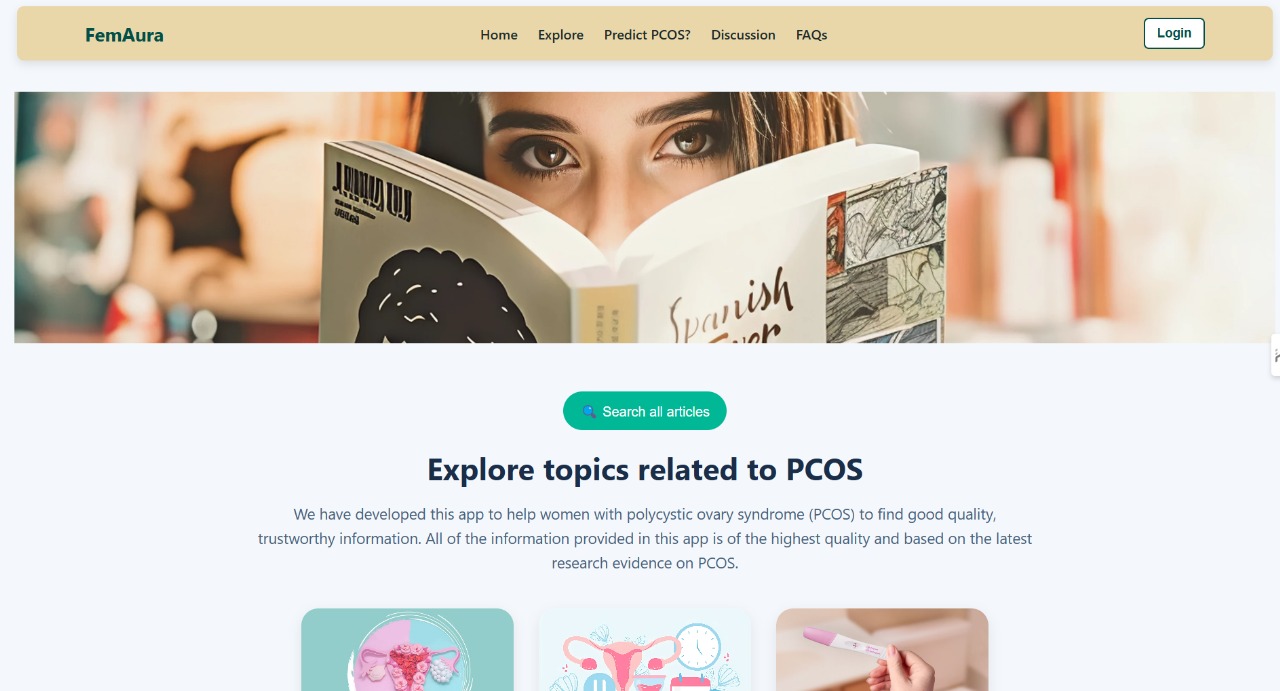 FemAura
Home Explore Predict PCOS? Discussion FAQs
Login
Spanish
Search all articles
Explore topics related to PCOS
We have developed this app to help women with polycystic ovary syndrome (PCOS) to find good quality,
trustworthy information. All of the information provided in this app is of the highest quality and based on the latest
research evidence on PCOS.